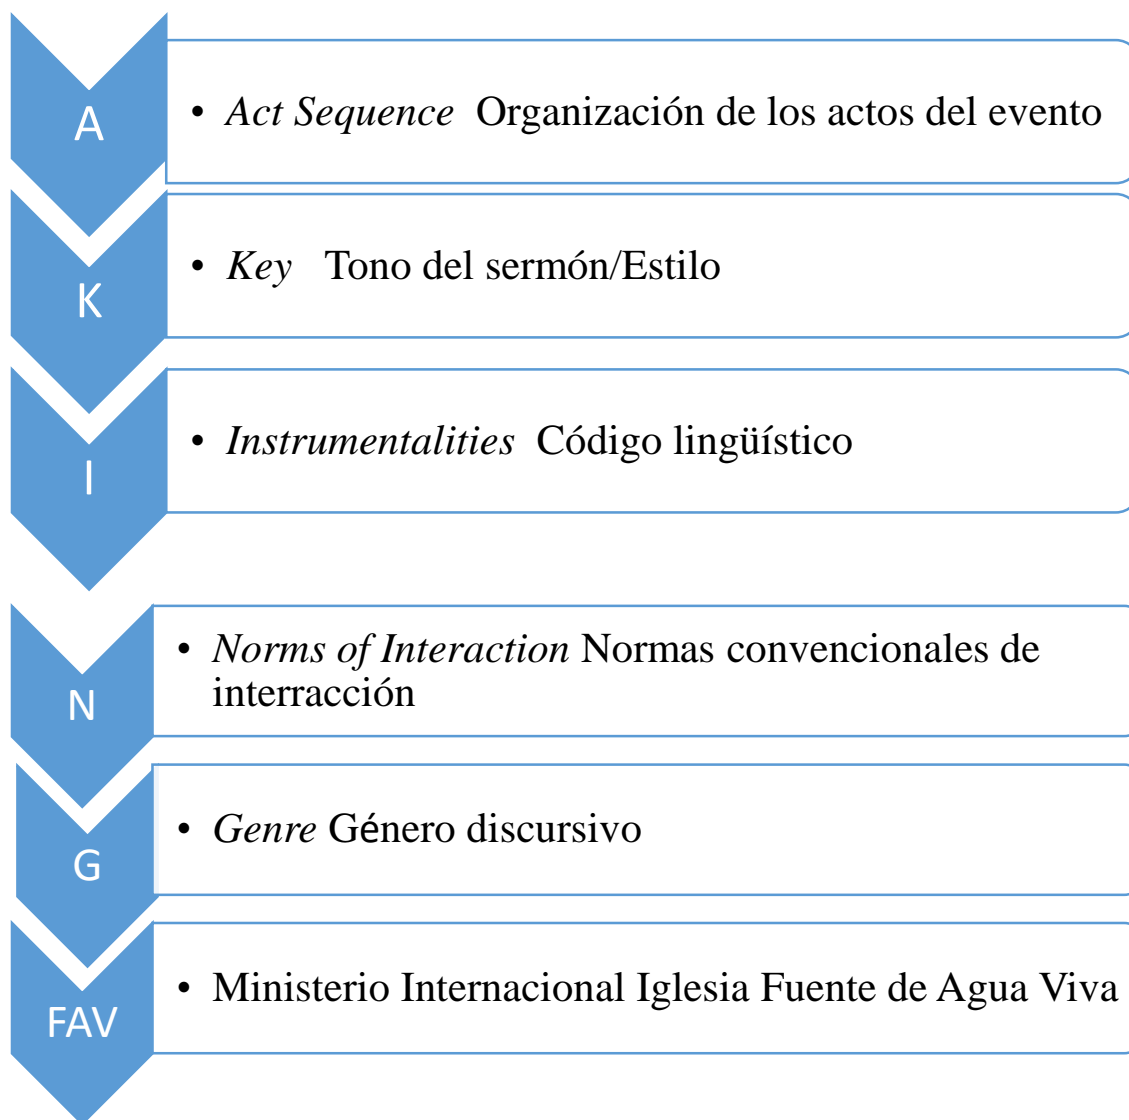 A
• Act Sequence Organización de los actos del evento
K
• Key Tono del sermón/Estilo
I
• Instrumentalities Código lingüístico
N
• Norms of Interaction Normas convencionales de
interracción
G
• Genre Género discursivo
FAV
• Ministerio Internacional Iglesia Fuente de Agua Viva